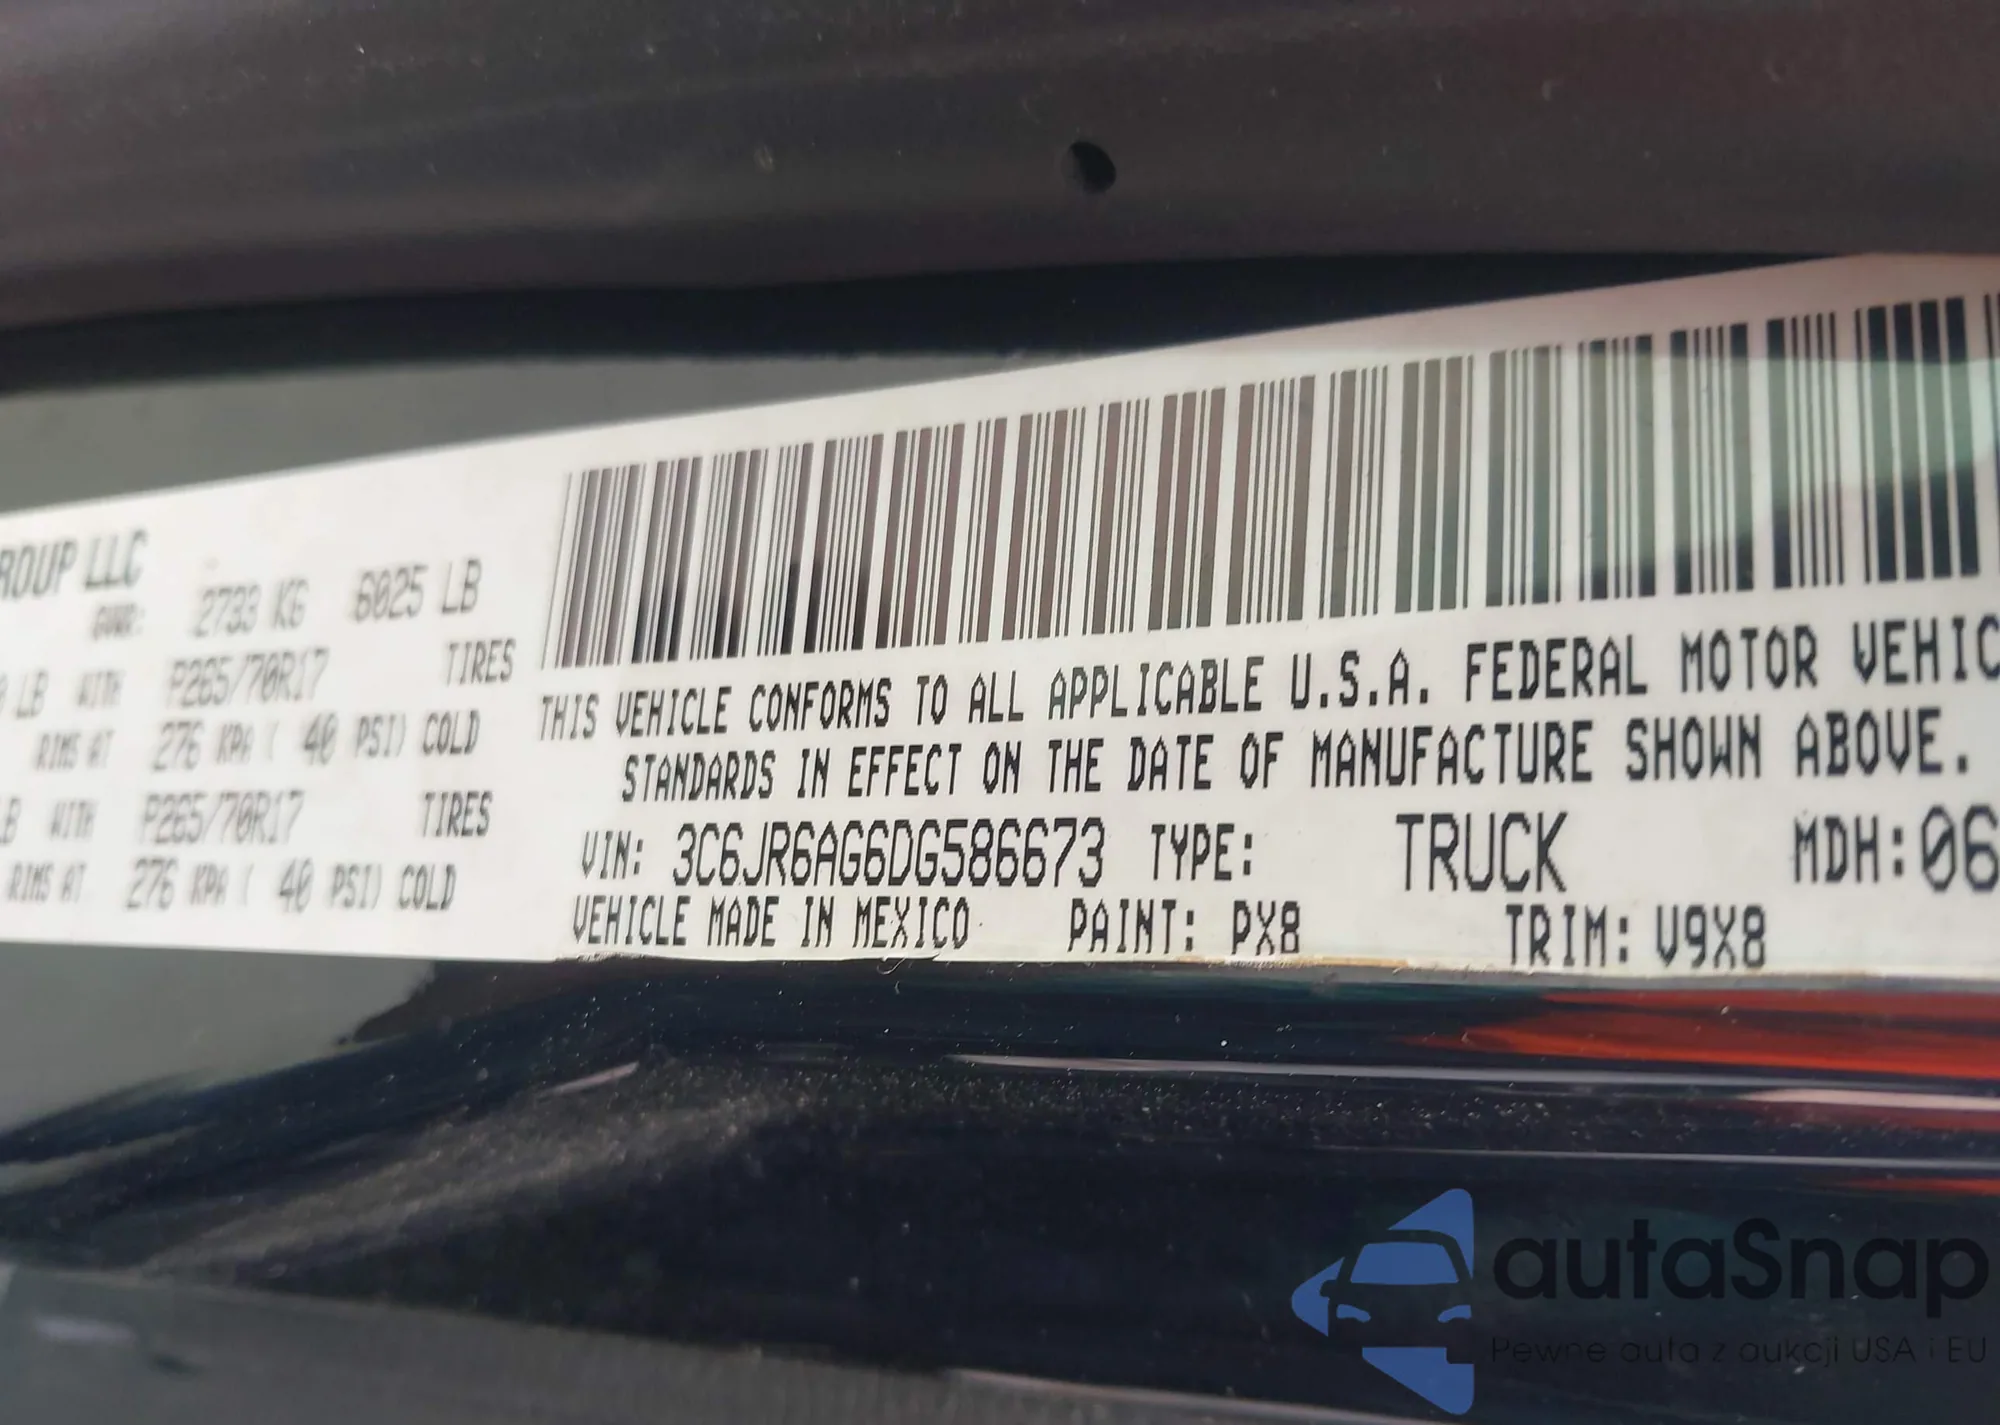 ROUP LLC
GVWR: 2733 KG 6025 LB
LB WITH P265/70R17 TIRES
RIMS AT 276 KPA ( 40 PSI) COLD
LB WITH P265/70R17 TIRES
RIMS AT 276 KPA ( 40 PSI) COLD
THIS VEHICLE CONFORMS TO ALL APPLICABLE U.S.A. FEDERAL MOTOR VEHIC
STANDARDS IN EFFECT ON THE DATE OF MANUFACTURE SHOWN ABOVE.
VIN: 3C6JR6AG6DG586673 TYPE: TRUCK MDH:06
VEHICLE MADE IN MEXICO PAINT: PX8 TRIM: V9X8
autaSnap
Pewne auta z aukcji USA i EU